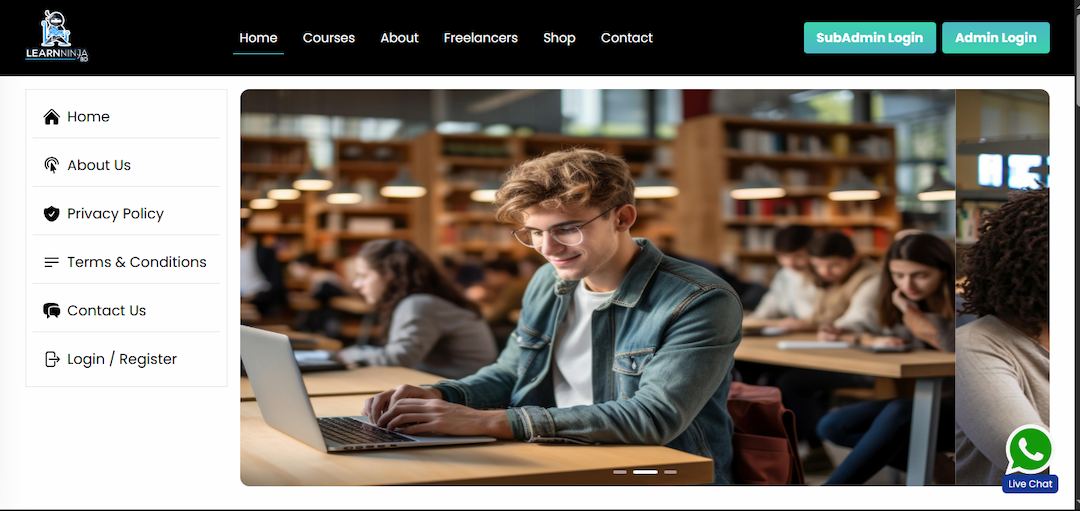 LEARNNINJA
BD
Home
Courses
About
Freelancers
Shop
Contact
SubAdmin Login
Admin Login
Home
About Us
Privacy Policy
Terms & Conditions
Contact Us
Login / Register
Live Chat